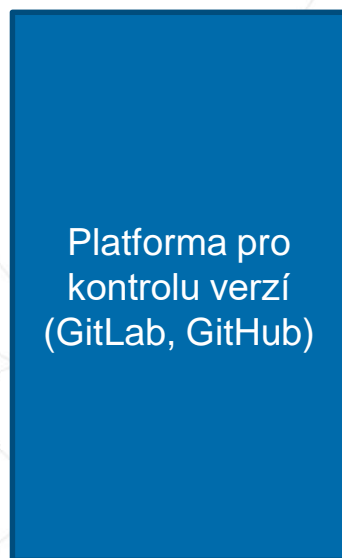 Platforma pro
kontrolu verzí
(GitLab, GitHub)